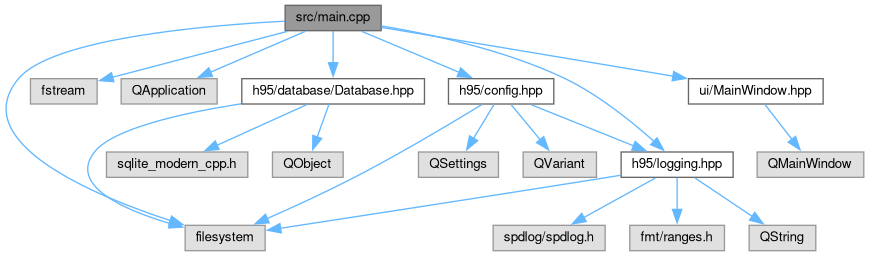 src/main.cpp
fstream
QApplication
h95/database/Database.hpp
h95/config.hpp
ui/MainWindow.hpp
sqlite_modern_cpp.h
QObject
QSettings
QVariant
h95/logging.hpp
QMainWindow
filesystem
spdlog/spdlog.h
fmt/ranges.h
QString